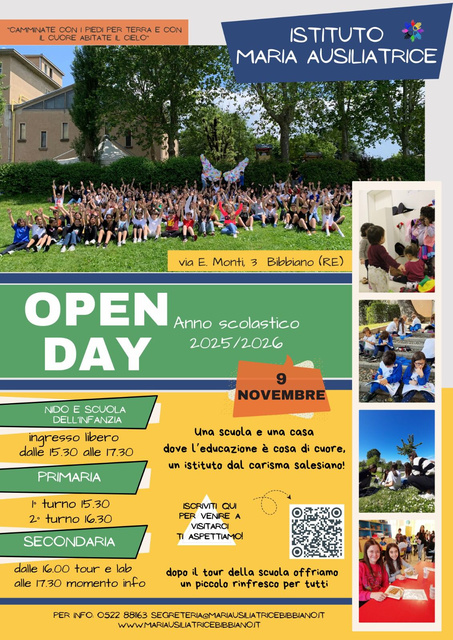 "CAMMINATE CON I PIEDI PER TERRA E CON
IL CUORE ABITATE IL CIELO"
ISTITUTO
MARIA AUSILIATRICE
via E. Monti, 3 Bibbiano (RE)
OPEN
DAY
Anno scolastico
2025/2026
9
NOVEMBRE
NIDO E SCUOLA
DELL'INFANZIA
ingresso libero
dalle 15.30 alle 17.30
PRIMARIA
1° turno 15.30
2° turno 16.30
SECONDARIA
dalle 16.00 tour e lab
alle 17.30 momento info
Una scuola e una casa
dove l'educazione è cosa di cuore,
un istituto dal carisma salesiano!
ISCRIVITI QUI
PER VENIRE A
VISITARCI
TI ASPETTIAMO!
dopo il tour della scuola offriamo
un piccolo rinfresco per tutti
PER INFO: 0522 88163 SEGRETERIA@MARIAUSILIATRICEBIBBIANO.IT
WWW.MARIAUSILIATRICEBIBBIANO.IT